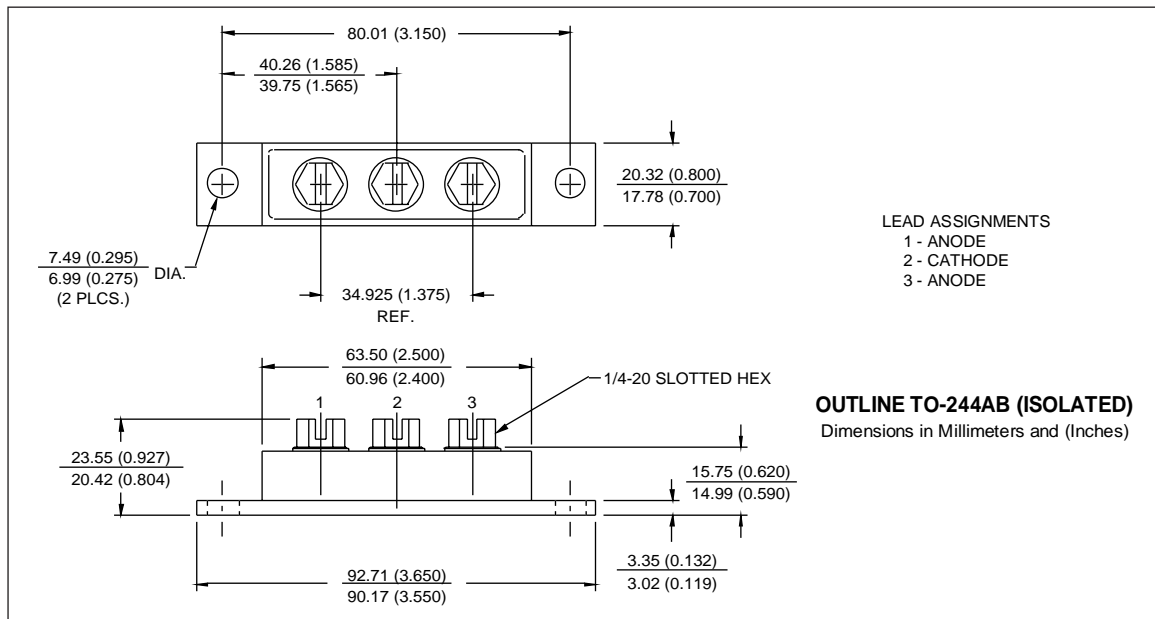 80.01 (3.150)
40.26 (1.585)
39.75 (1.565)
20.32 (0.800)
17.78 (0.700)
LEAD ASSIGNMENTS
1 - ANODE
2 - CATHODE
3 - ANODE
7.49 (0.295)
6.99 (0.275)
DIA.
(2 PLCS.)
34.925 (1.375)
REF.
63.50 (2.500)
60.96 (2.400)
1/4-20 SLOTTED HEX
1 2 3
OUTLINE TO-244AB (ISOLATED)
Dimensions in Millimeters and (Inches)
23.55 (0.927)
20.42 (0.804)
15.75 (0.620)
14.99 (0.590)
3.35 (0.132)
3.02 (0.119)
92.71 (3.650)
90.17 (3.550)